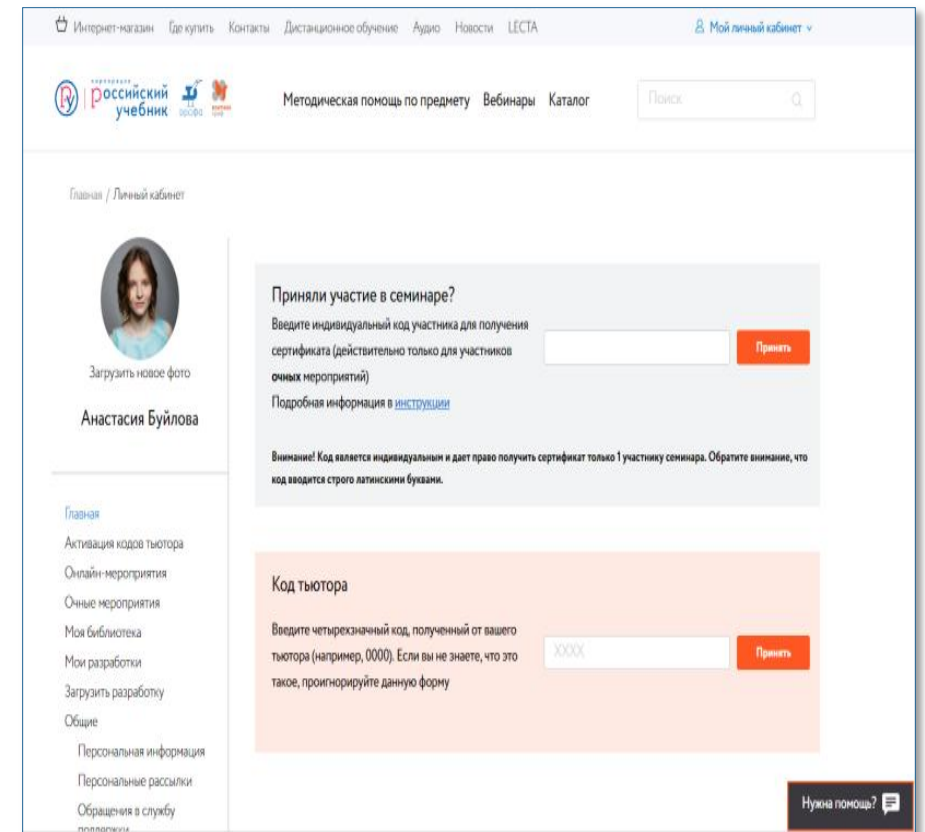 Интернет-магазин Где купить Контакты Дистанционное обучение Аудио Новости LECTA Мой личный кабинет
корпорация
российский
учебник
дрофа
Методическая помощь по предмету Вебинары Каталог Поиск
Главная / Личный кабинет
Загрузить новое фото
Анастасия Буйлова
Приняли участие в семинаре?
Введите индивидуальный код участника для получения
сертификата (действительно только для участников
очных мероприятий)
Подробная информация в инструкции
Принять
Внимание! Код является индивидуальным и дает право получить сертификат только 1 участнику семинара. Обратите внимание, что
код вводится строго латинскими буквами.
Главная
Активация кодов тьютора
Онлайн-мероприятия
Очные мероприятия
Моя библиотека
Мои разработки
Загрузить разработку
Общие
Персональная информация
Персональные рассылки
Обращения в службу
поддержки
Код тьютора
Введите четырехзначный код, полученный от вашего
тьютора (например, 0000). Если вы не знаете, что это
такое, проигнорируйте данную форму
XXXX
Принять
Нужна помощь?